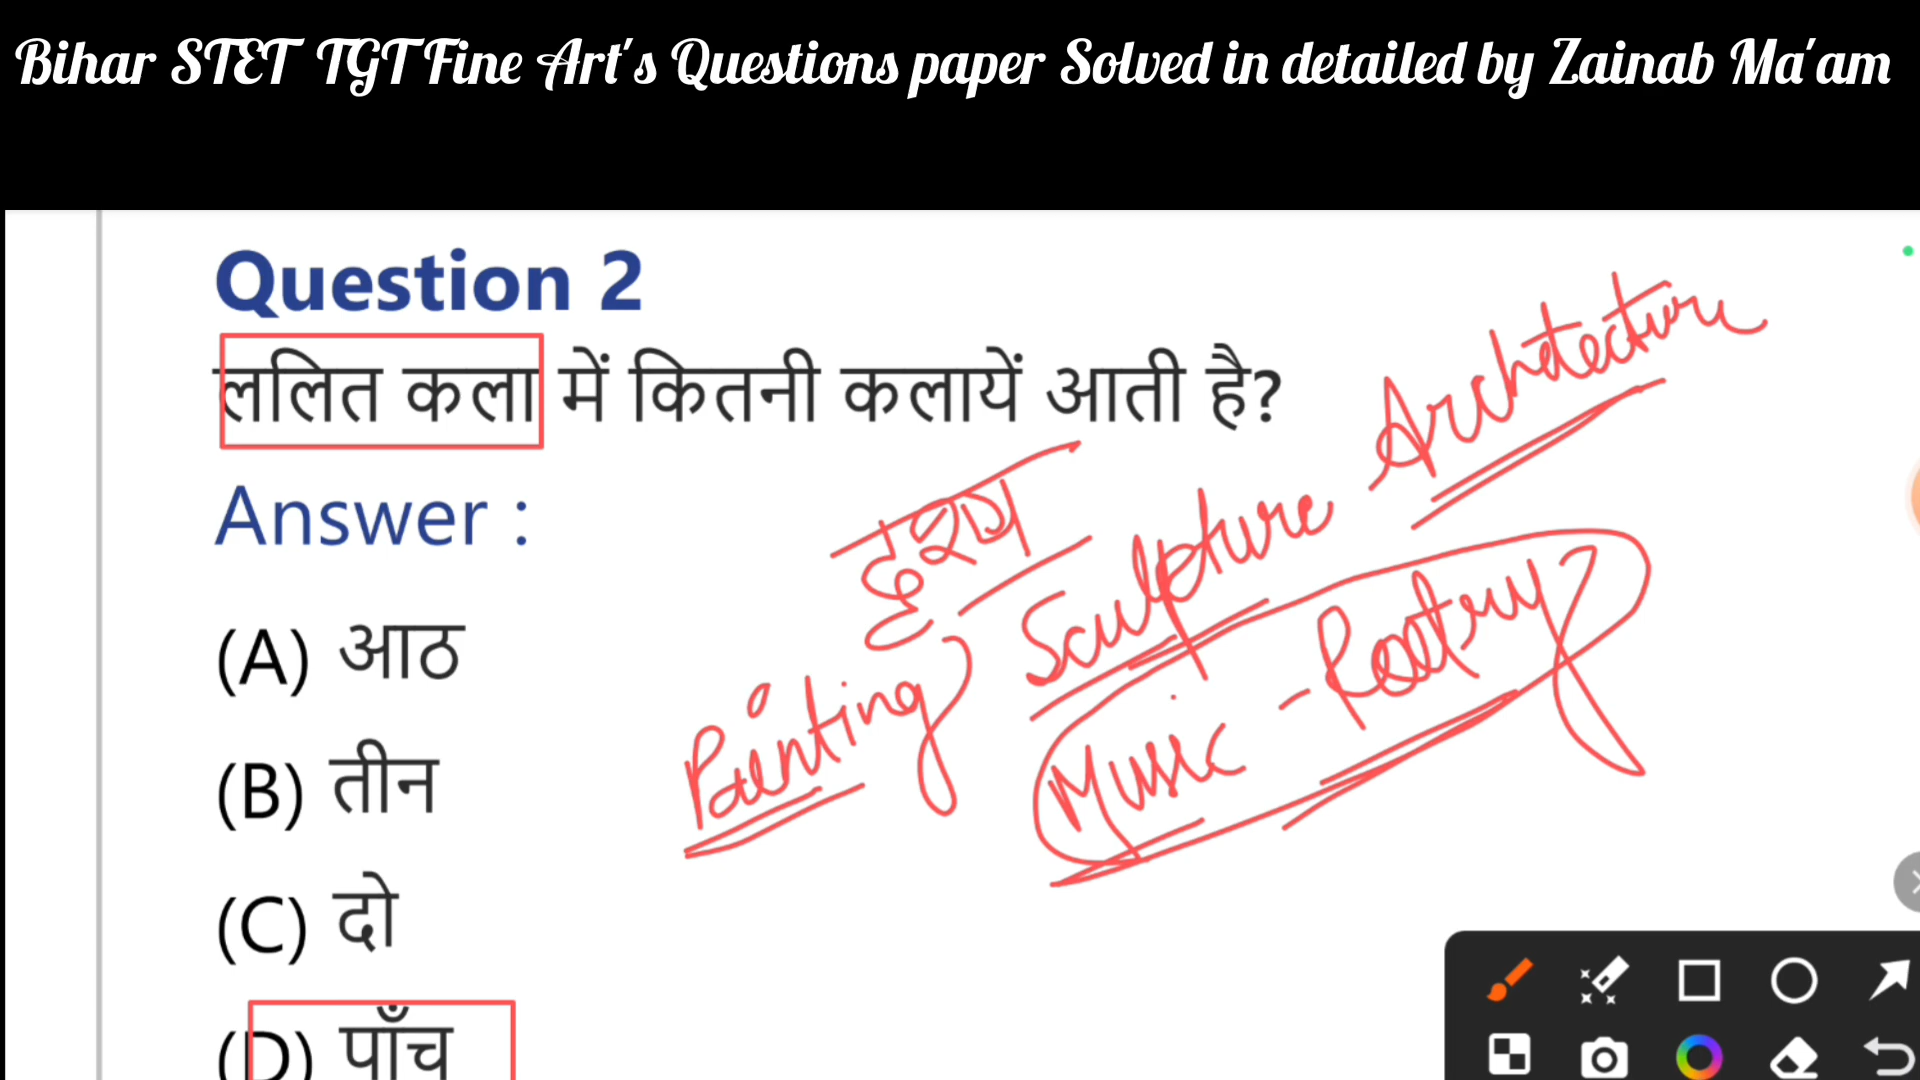 Bihar STET TGT Fine Art's Questions paper Solved in detailed by Zainab Ma'am
Question 2
ललित कला में कितनी कलायें आती है?
Answer :
(A) आठ
(B) तीन
(C) दो
(D) पाँच
दृश्य
Painting
Sculpture
Architecture
Music - Poetry